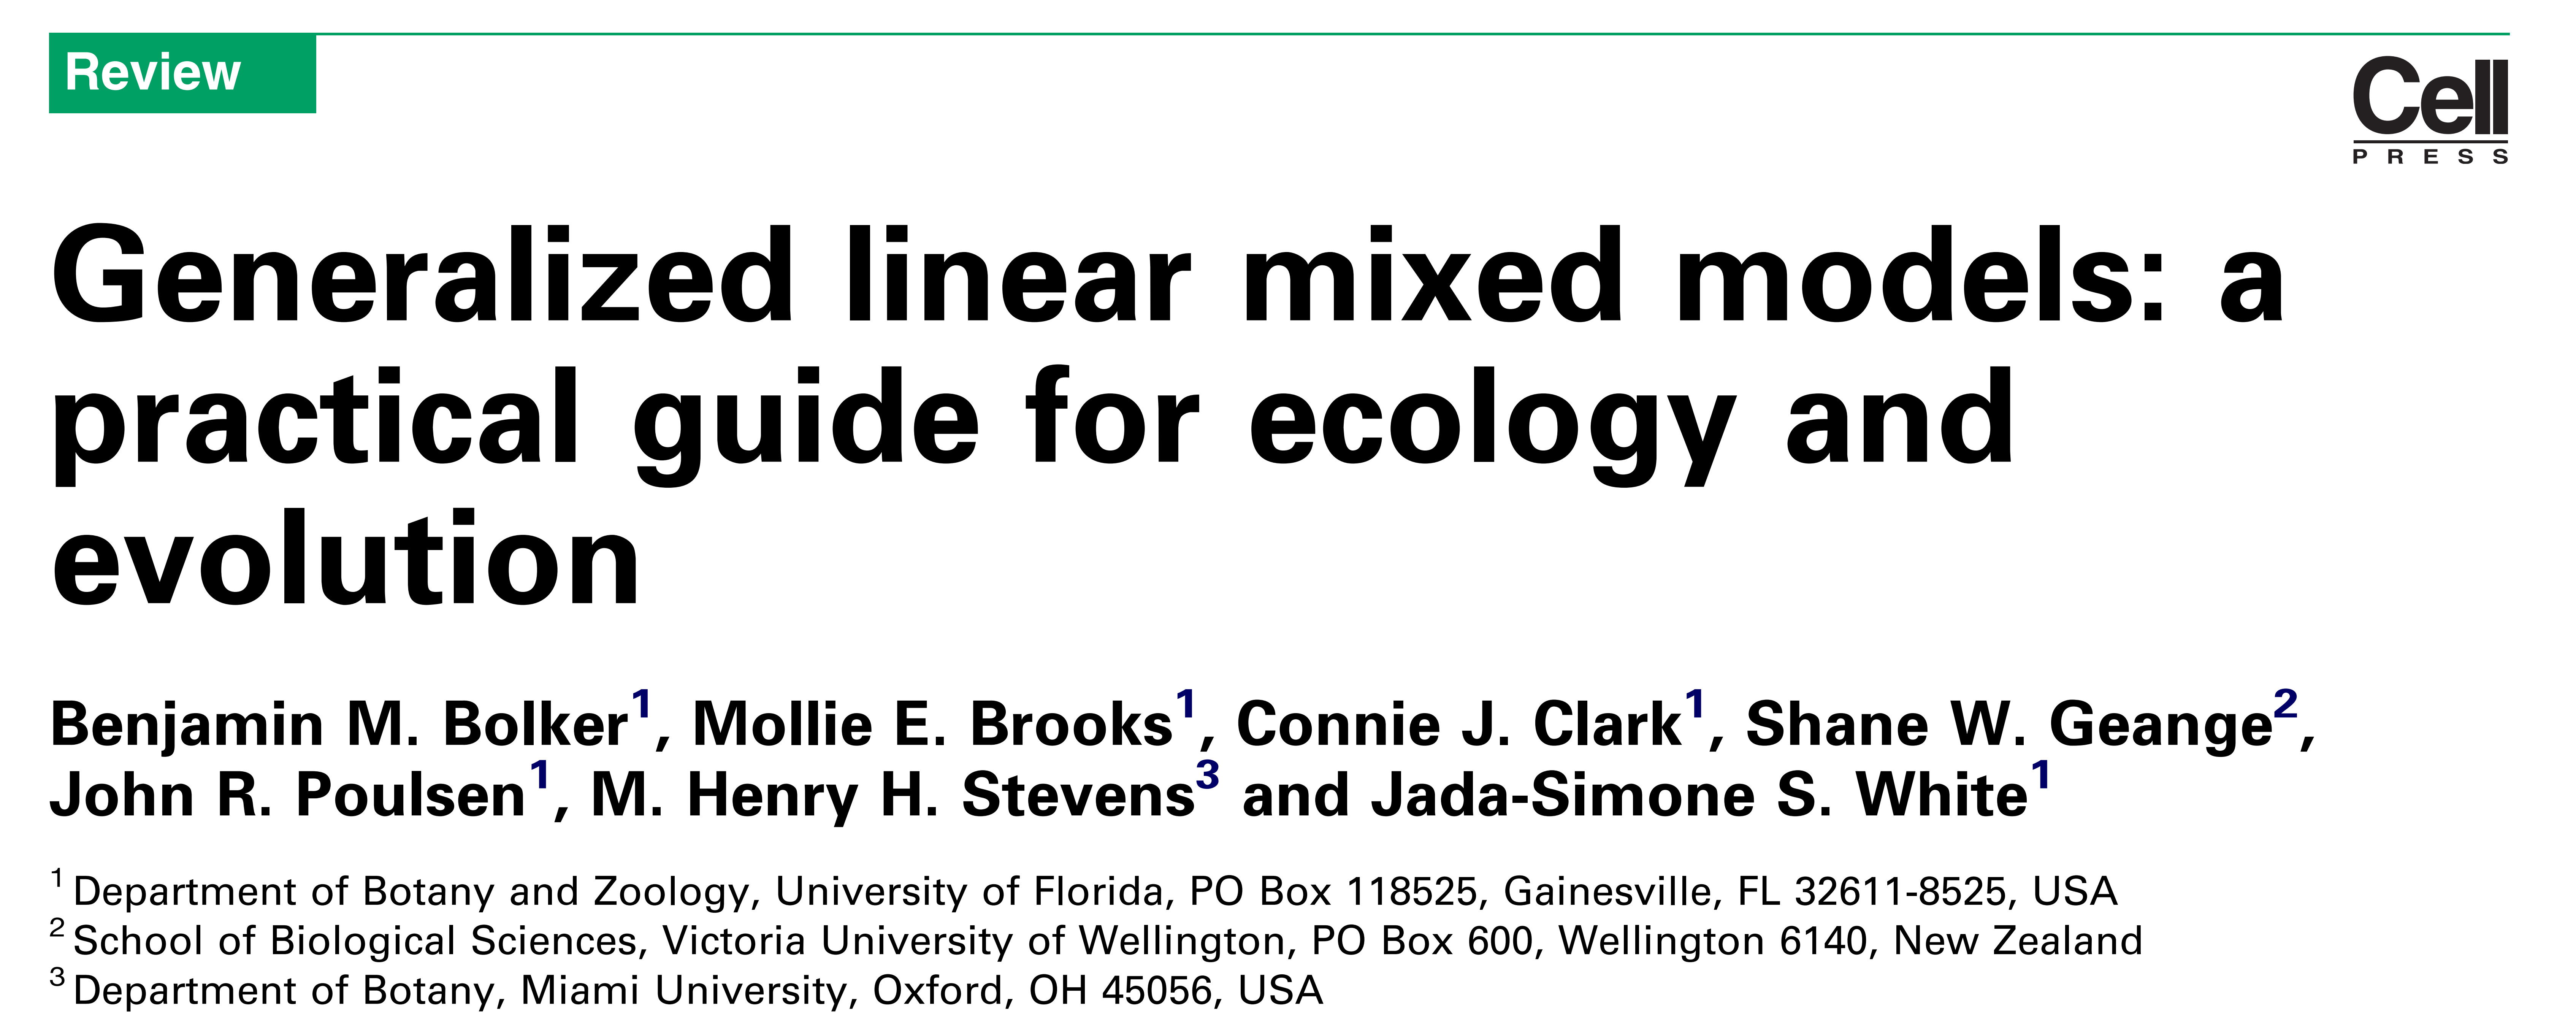 Review
Cell
PRESS
Generalized linear mixed models: a
practical guide for ecology and
evolution
Benjamin M. Bolker1, Mollie E. Brooks1, Connie J. Clark1, Shane W. Geange2,
John R. Poulsen1, M. Henry H. Stevens3 and Jada-Simone S. White1
1 Department of Botany and Zoology, University of Florida, PO Box 118525, Gainesville, FL 32611-8525, USA
2 School of Biological Sciences, Victoria University of Wellington, PO Box 600, Wellington 6140, New Zealand
3 Department of Botany, Miami University, Oxford, OH 45056, USA